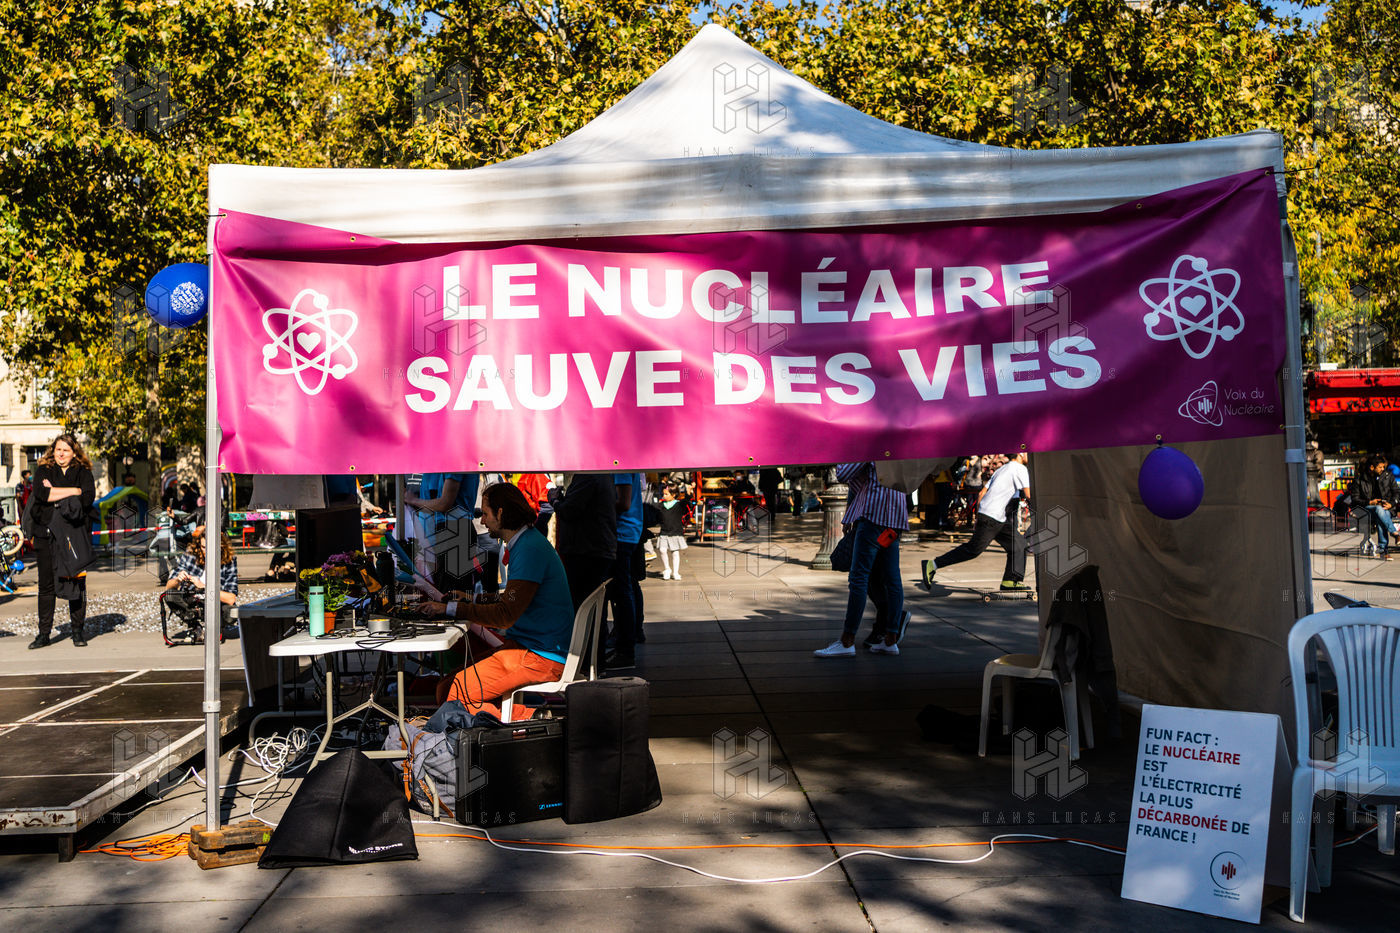 LE NUCLÉAIRE
SAUVE DES VIES
Voix du
Nucléaire
FUN FACT :
LE NUCLÉAIRE
EST
L'ÉLECTRICITÉ
LA PLUS
DÉCARBONÉE DE
FRANCE !
HANS LUCAS